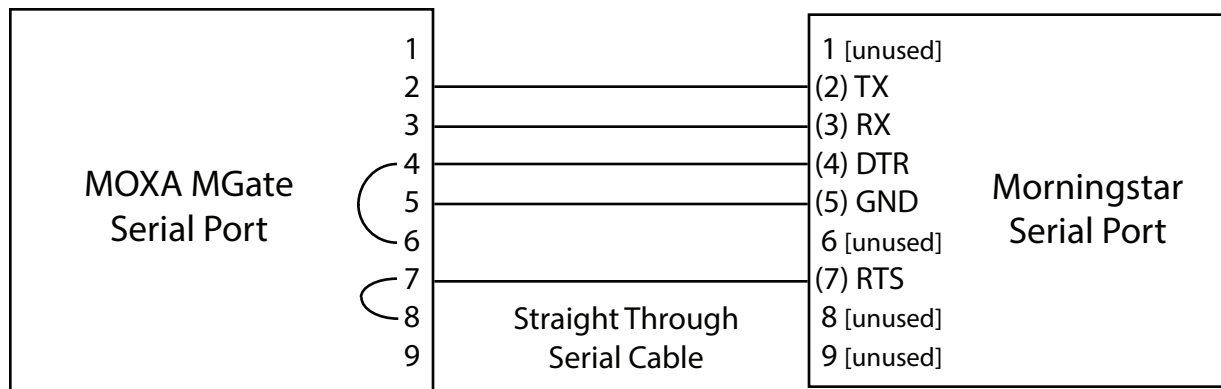 MOXA MGate
Serial Port
1
2
3
4
5
6
7
8
9
Straight Through
Serial Cable
1 [unused]
(2) TX
(3) RX
(4) DTR
(5) GND
6 [unused]
(7) RTS
8 [unused]
9 [unused]
Morningstar
Serial Port